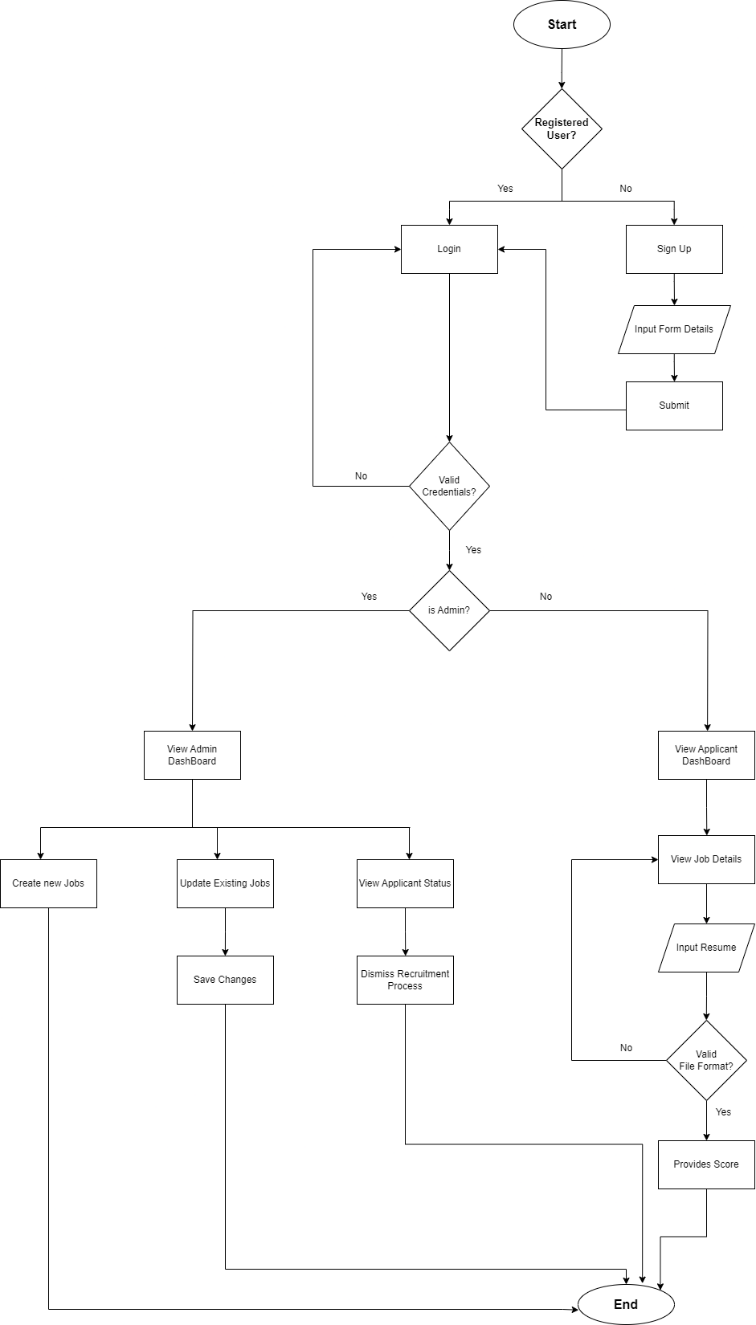 Start
Registered
User?
Yes
No
Login
Sign Up
Input Form Details
Submit
No
Valid
Credentials?
Yes
Yes
is Admin?
No
View Admin
DashBoard
View Applicant
DashBoard
Create new Jobs
Update Existing Jobs
View Applicant Status
View Job Details
Save Changes
Dismiss Recruitment
Process
Input Resume
No
Valid
File Format?
Yes
Provides Score
End